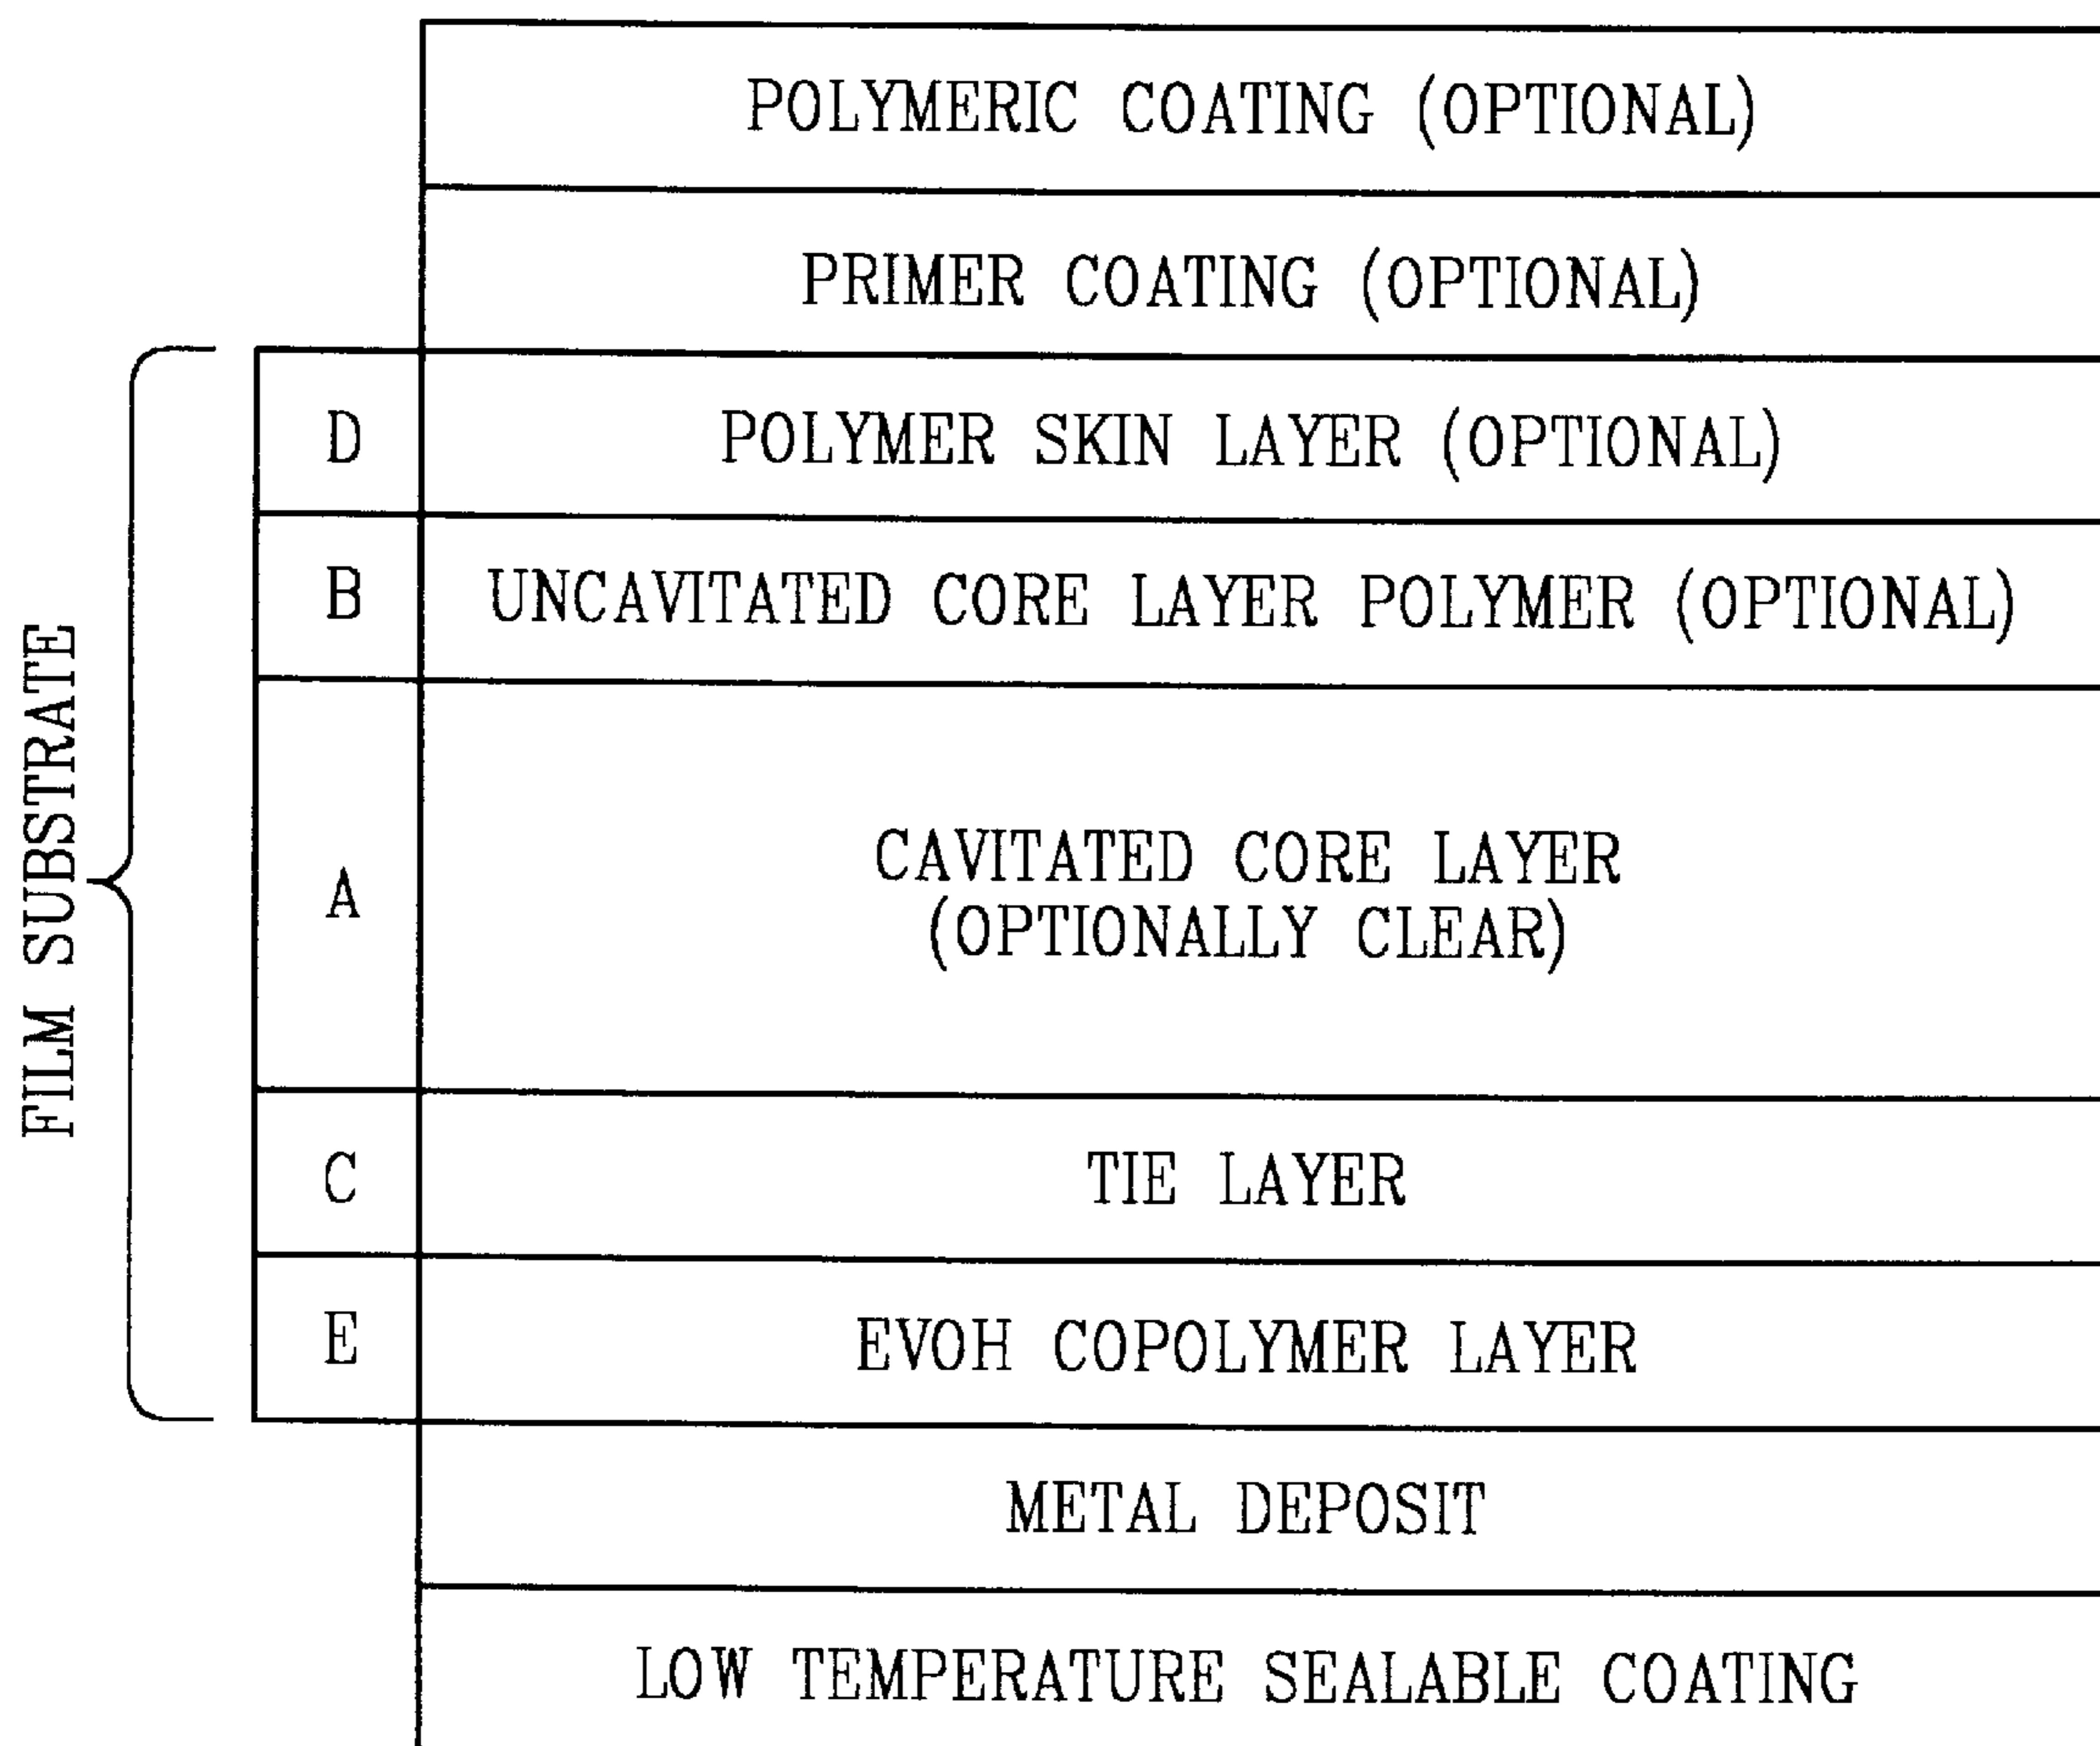 POLYMERIC COATING (OPTIONAL)
PRIMER COATING (OPTIONAL)
FILM SUBSTRATE
D
POLYMER SKIN LAYER (OPTIONAL)
B
UNCAVITATED CORE LAYER POLYMER (OPTIONAL)
A
CAVITATED CORE LAYER
(OPTIONALLY CLEAR)
C
TIE LAYER
E
EVOH COPOLYMER LAYER
METAL DEPOSIT
LOW TEMPERATURE SEALABLE COATING